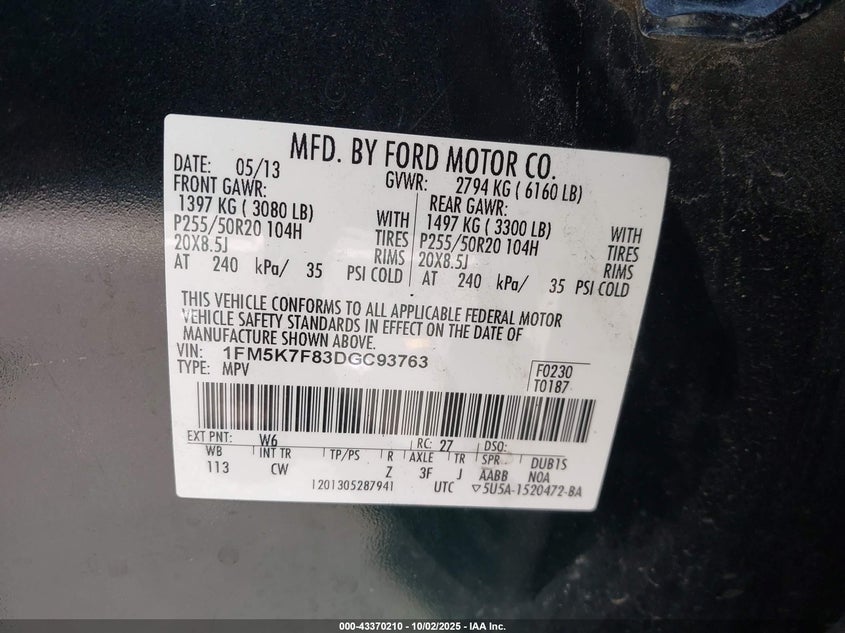 MFD. BY FORD MOTOR CO.
DATE: 05/13 GVWR: 2794 KG ( 6160 LB)
FRONT GAWR: REAR GAWR:
1397 KG ( 3080 LB) WITH 1497 KG ( 3300 LB) WITH
P255/50R20 104H TIRES P255/50R20 104H TIRES
20X8.5J RIMS 20X8.5J RIMS
AT 240 kPa/ 35 PSI COLD AT 240 kPa/ 35 PSI COLD
THIS VEHICLE CONFORMS TO ALL APPLICABLE FEDERAL MOTOR
VEHICLE SAFETY STANDARDS IN EFFECT ON THE DATE OF
MANUFACTURE SHOWN ABOVE.
VIN: 1FM5K7F83DGC93763 F0230
TYPE: MPV T0187
EXT PNT: W6 RC: 27 DSO:
WB INT TR TP/PS R AXLE TR SPR DUB1S
113 CW Z 3F J AABB N0A
1201305287941 UTC ▽5U5A-1520472-BA
000-43370210 - 10/02/2025 - IAA Inc.